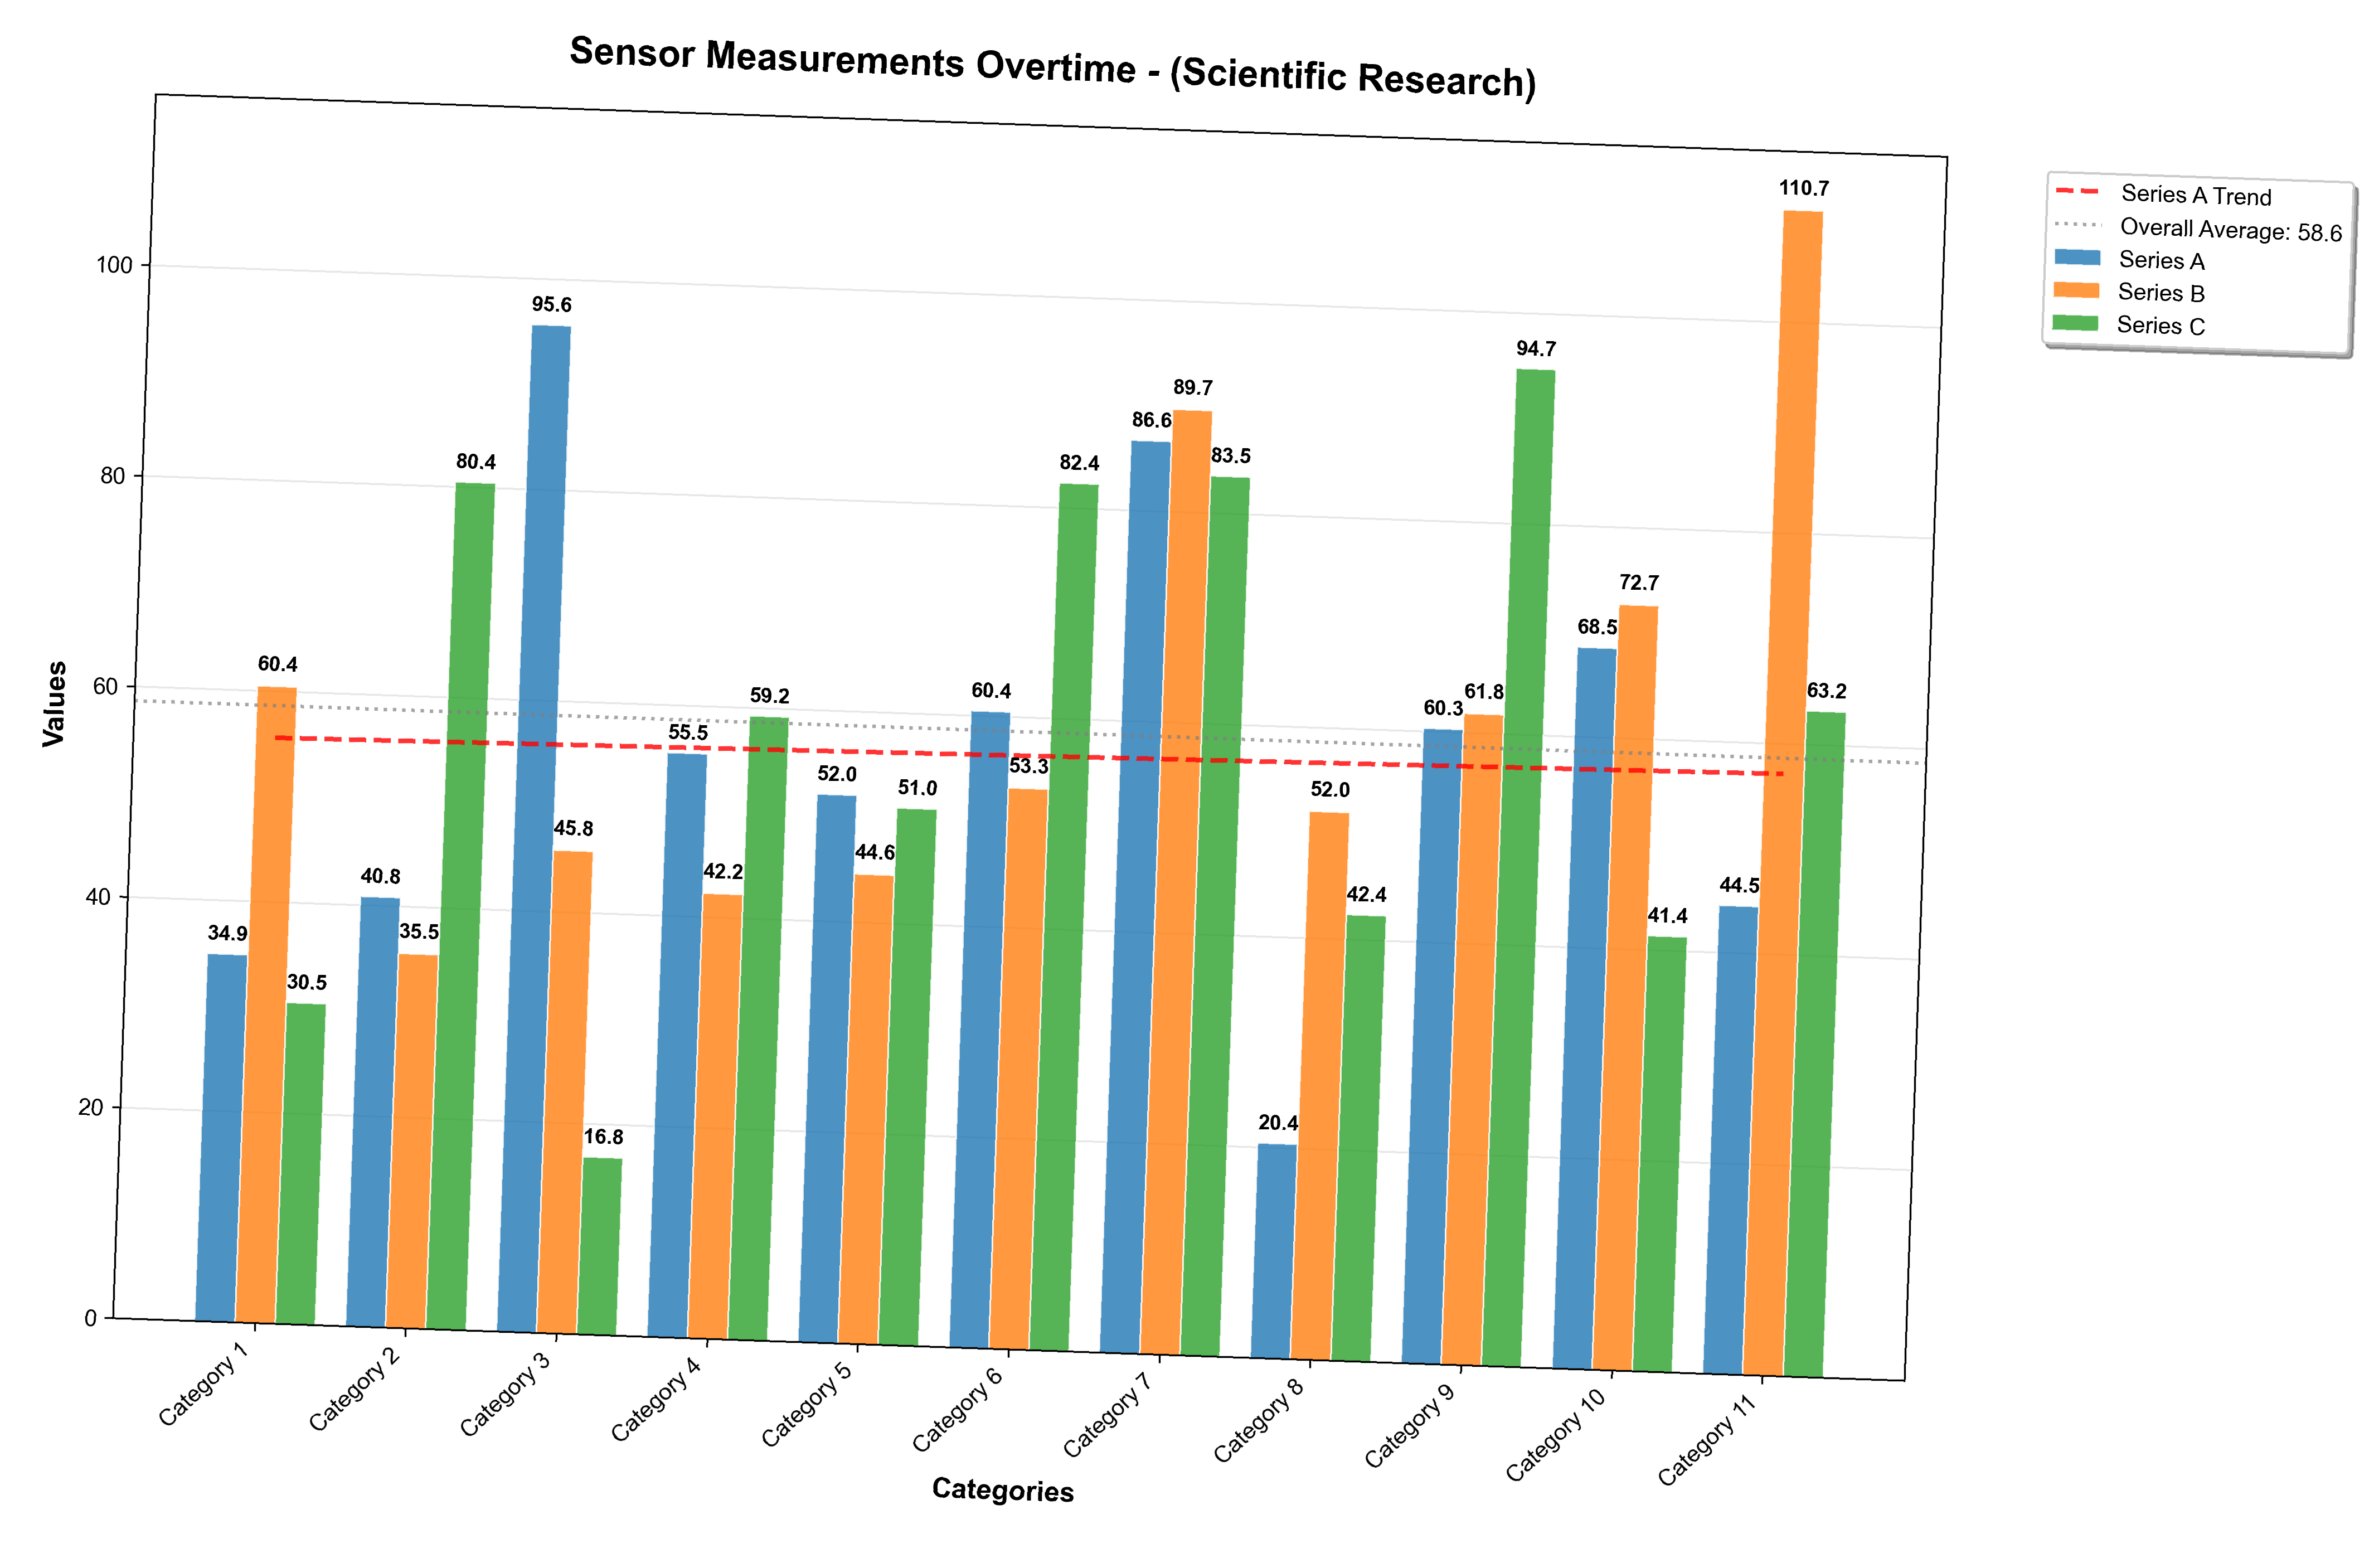 Sensor Measurements Overtime - (Scientific Research)
Series A Trend
Overall Average: 58.6
Series A
Series B
Series C
Values
100
80
60
40
20
0
34.9
60.4
30.5
40.8
35.5
80.4
95.6
45.8
16.8
55.5
42.2
59.2
52.0
44.6
51.0
60.4
53.3
82.4
86.6
89.7
83.5
20.4
52.0
42.4
60.3
61.8
94.7
68.5
72.7
41.4
44.5
110.7
63.2
Category 1
Category 2
Category 3
Category 4
Category 5
Category 6
Category 7
Category 8
Category 9
Category 10
Category 11
Categories